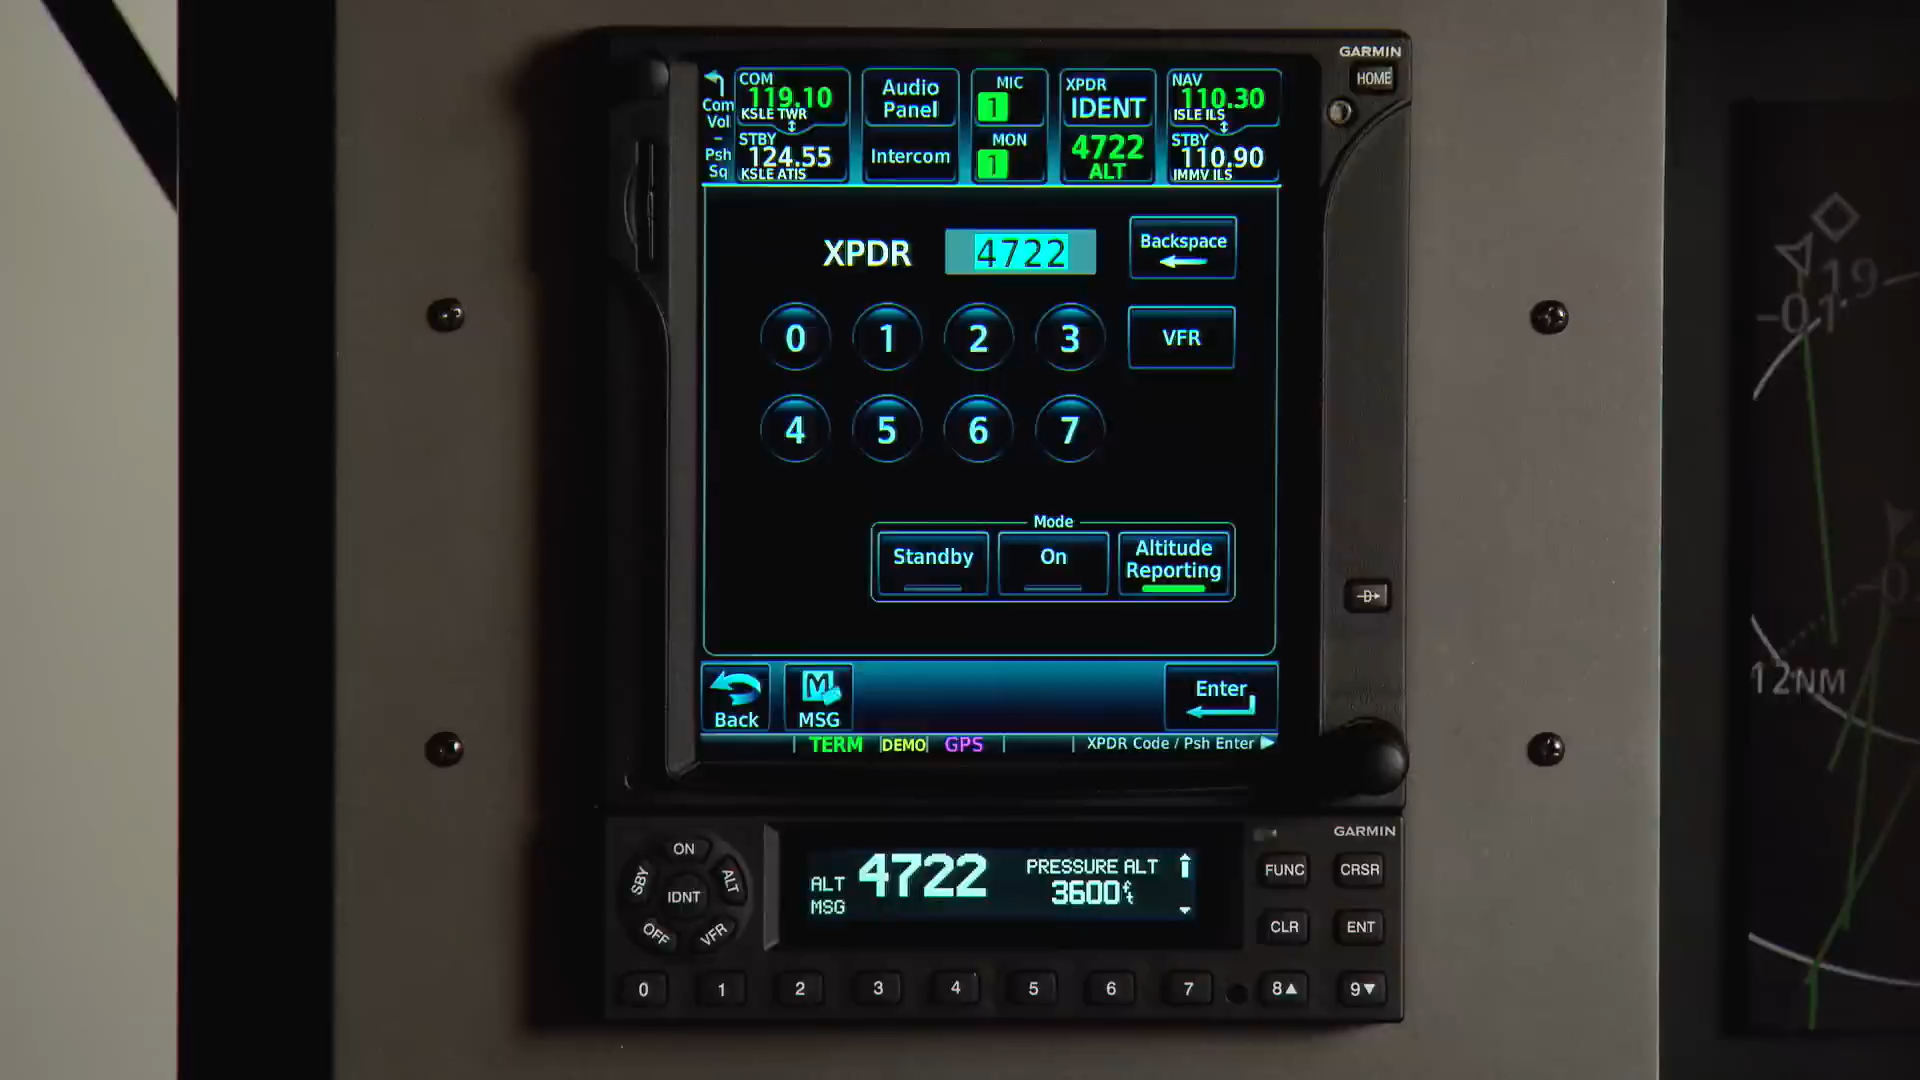 GARMIN
HOME
Com
Vol
-
Psh
Sq
COM
119.10
KSLE TWR
STBY
124.55
KSLE ATIS
Audio
Panel
Intercom
MIC
1
MON
1
XPDR
IDENT
4722
ALT
NAV
110.30
ISLE ILS
STBY
110.90
IMMV ILS
XPDR 4722 Backspace
0 1 2 3 VFR
4 5 6 7
Mode
Standby On Altitude
Reporting
Back MSG Enter
TERM DEMO GPS XPDR Code / Psh Enter
12NM
GARMIN
ON
SBY
ALT
IDNT
OFF
VFR
ALT
MSG
4722
PRESSURE ALT
3600ft
FUNC CRSR
CLR ENT
0 1 2 3 4 5 6 7 8▲ 9▼